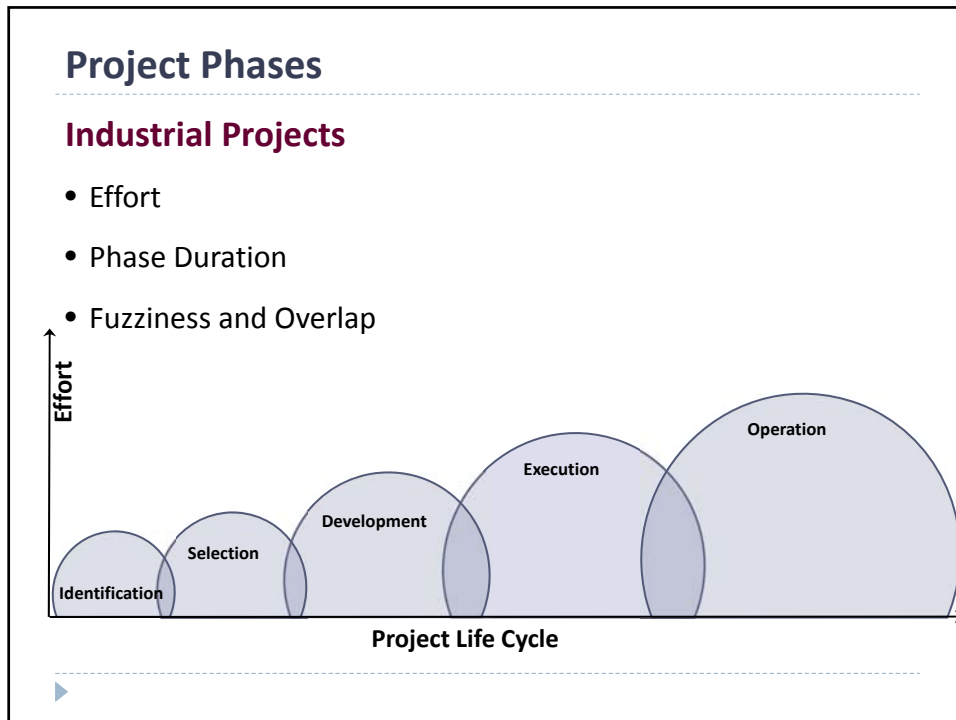 Project Phases
Industrial Projects
• Effort
• Phase Duration
• Fuzziness and Overlap
Effort
Operation
Execution
Development
Selection
Identification
Project Life Cycle